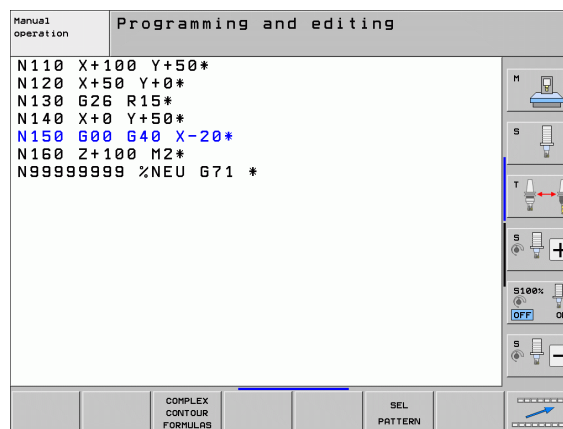 Manual
operation
Programming and editing
N110 X+100 Y+50*
N120 X+50 Y+0*
N130 G26 R15*
N140 X+0 Y+50*
N150 G00 G40 X-20*
N160 Z+100 M2*
N99999999 %NEU G71 *
M
S
T
S
S100%
OFF
S
COMPLEX
CONTOUR
FORMULAS
SEL
PATTERN